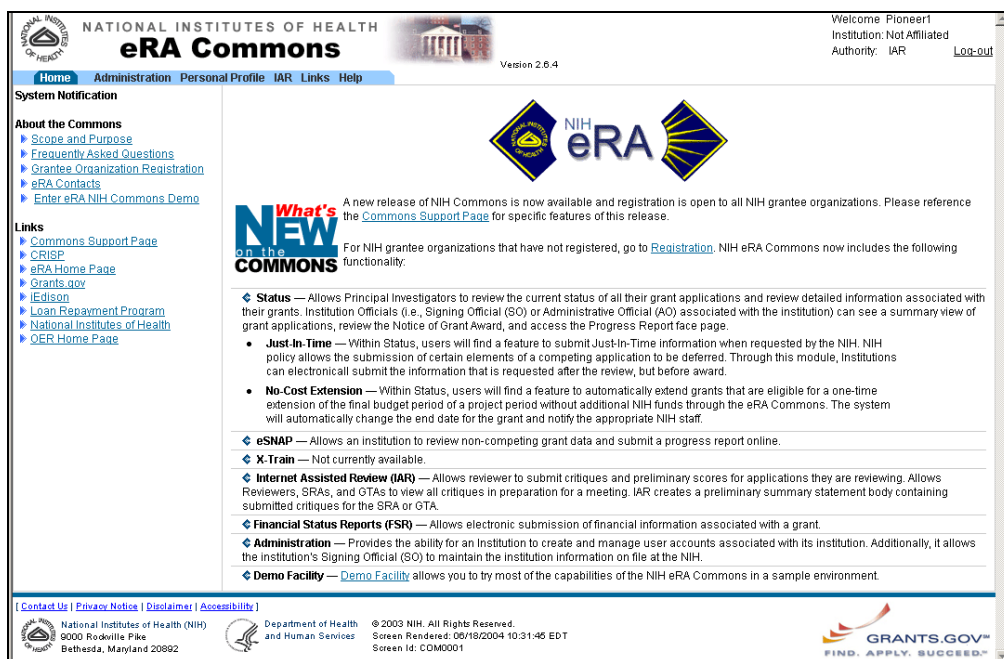 NATIONAL INSTITUTES OF HEALTH
eRA Commons
Version 2.6.4
Welcome Pioneer1
Institution: Not Affiliated
Authority: IAR Log-out
Home Administration Personal Profile IAR Links Help
System Notification
About the Commons
Scope and Purpose
Frequently Asked Questions
Grantee Organization Registration
eRA Contacts
Enter eRA NIH Commons Demo
Links
Commons Support Page
CRISP
eRA Home Page
Grants.gov
iEdison
Loan Repayment Program
National Institutes of Health
OER Home Page
NIH
eRA
What's
NEW
on the
COMMONS
A new release of NIH Commons is now available and registration is open to all NIH grantee organizations. Please reference
the Commons Support Page for specific features of this release.
For NIH grantee organizations that have not registered, go to Registration. NIH eRA Commons now includes the following
functionality:
Status — Allows Principal Investigators to review the current status of all their grant applications and review detailed information associated with
their grants. Institution Officials (i.e., Signing Official (SO) or Administrative Official (AO) associated with the institution) can see a summary view of
grant applications, review the Notice of Grant Award, and access the Progress Report face page.
• Just-In-Time — Within Status, users will find a feature to submit Just-In-Time information when requested by the NIH. NIH
policy allows the submission of certain elements of a competing application to be deferred. Through this module, Institutions
can electronicall submit the information that is requested after the review, but before award.
• No-Cost Extension — Within Status, users will find a feature to automatically extend grants that are eligible for a one-time
extension of the final budget period of a project period without additional NIH funds through the eRA Commons. The system
will automatically change the end date for the grant and notify the appropriate NIH staff.
eSNAP — Allows an institution to review non-competing grant data and submit a progress report online.
X-Train — Not currently available.
Internet Assisted Review (IAR) — Allows reviewer to submit critiques and preliminary scores for applications they are reviewing. Allows
Reviewers, SRAs, and GTAs to view all critiques in preparation for a meeting. IAR creates a preliminary summary statement body containing
submitted critiques for the SRA or GTA.
Financial Status Reports (FSR) — Allows electronic submission of financial information associated with a grant.
Administration — Provides the ability for an Institution to create and manage user accounts associated with its institution. Additionally, it allows
the institution's Signing Official (SO) to maintain the institution information on file at the NIH.
Demo Facility — Demo Facility allows you to try most of the capabilities of the NIH eRA Commons in a sample environment.
[ Contact Us | Privacy Notice | Disclaimer | Accessibility ]
National Institutes of Health (NIH)
9000 Rockville Pike
Bethesda, Maryland 20892
Department of Health
and Human Services
© 2003 NIH. All Rights Reserved.
Screen Rendered: 06/18/2004 10:31:45 EDT
Screen Id: COM0001
GRANTS.GOV℠
FIND. APPLY. SUCCEED.℠